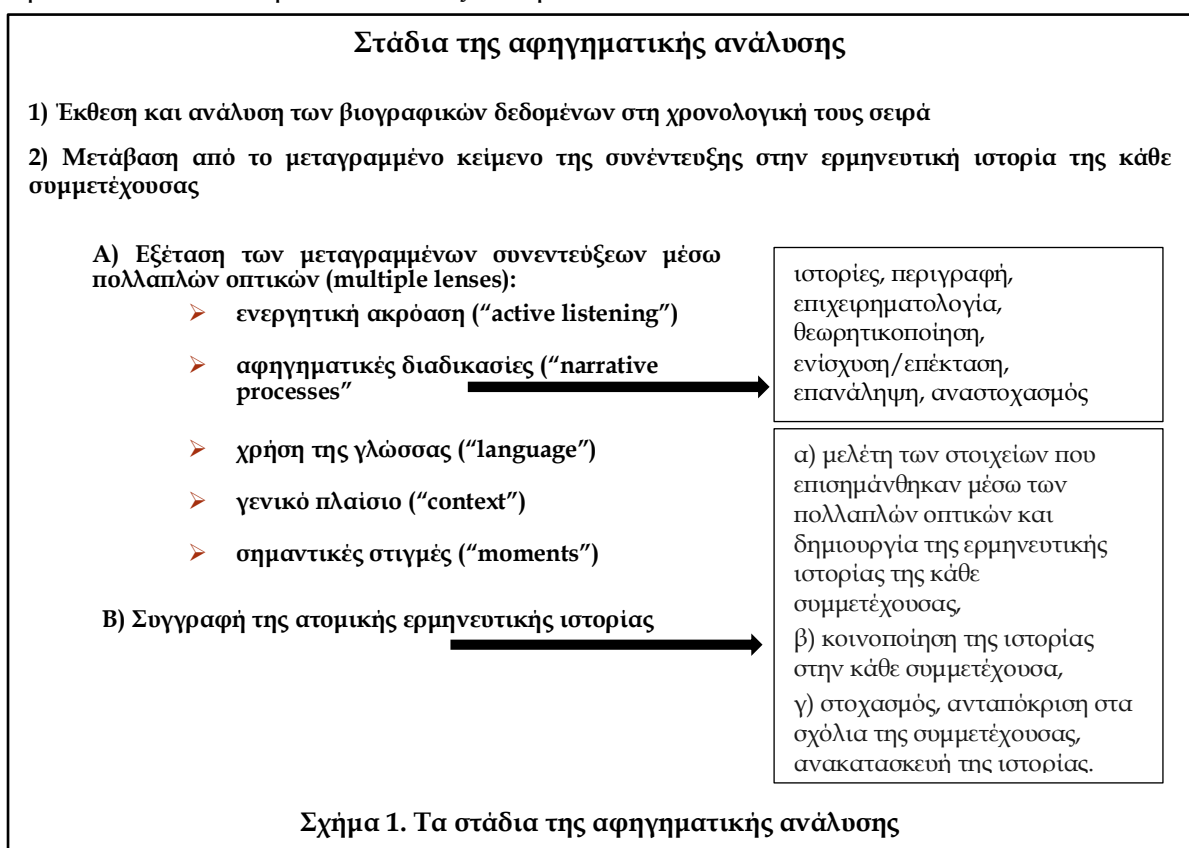 Στάδια της αφηγηματικής ανάλυσης
1) Έκθεση και ανάλυση των βιογραφικών δεδομένων στη χρονολογική τους σειρά
2) Μετάβαση από το μεταγραμμένο κείμενο της συνέντευξης στην ερμηνευτική ιστορία της κάθε
συμμετέχουσας
Α) Εξέταση των μεταγραμμένων συνεντεύξεων μέσω
πολλαπλών οπτικών (multiple lenses):
➢ ενεργητική ακρόαση (“active listening”)
➢ αφηγηματικές διαδικασίες (“narrative
processes”
ιστορίες, περιγραφή,
επιχειρηματολογία,
θεωρητικοποίηση,
ενίσχυση/επέκταση,
επανάληψη, αναστοχασμός
➢ χρήση της γλώσσας (“language”)
➢ γενικό πλαίσιο (“context”)
➢ σημαντικές στιγμές (“moments”)
Β) Συγγραφή της ατομικής ερμηνευτικής ιστορίας
α) μελέτη των στοιχείων που
επισημάνθηκαν μέσω των
πολλαπλών οπτικών και
δημιουργία της ερμηνευτικής
ιστορίας της κάθε
συμμετέχουσας,
β) κοινοποίηση της ιστορίας
στην κάθε συμμετέχουσα,
γ) στοχασμός, ανταπόκριση στα
σχόλια της συμμετέχουσας,
ανακατασκευή της ιστορίας.
Σχήμα 1. Τα στάδια της αφηγηματικής ανάλυσης